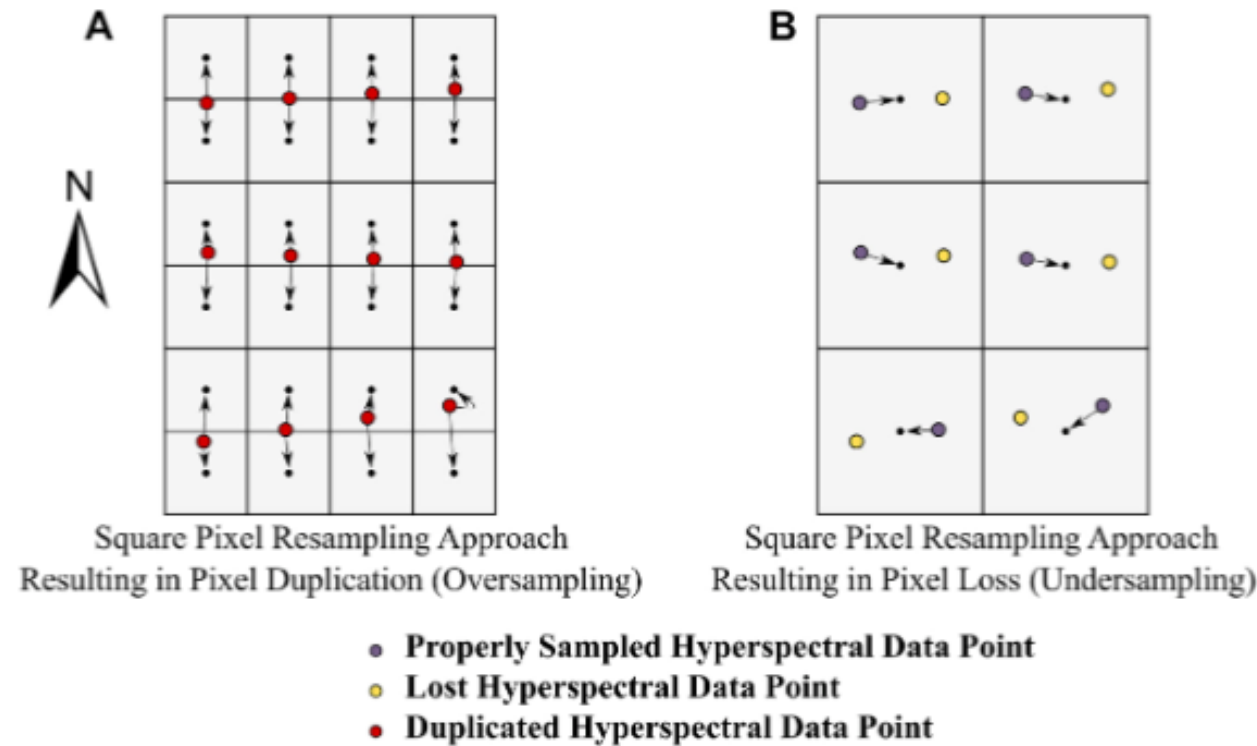 A
B
N
Square Pixel Resampling Approach
Resulting in Pixel Duplication (Oversampling)
Square Pixel Resampling Approach
Resulting in Pixel Loss (Undersampling)
Properly Sampled Hyperspectral Data Point
Lost Hyperspectral Data Point
Duplicated Hyperspectral Data Point